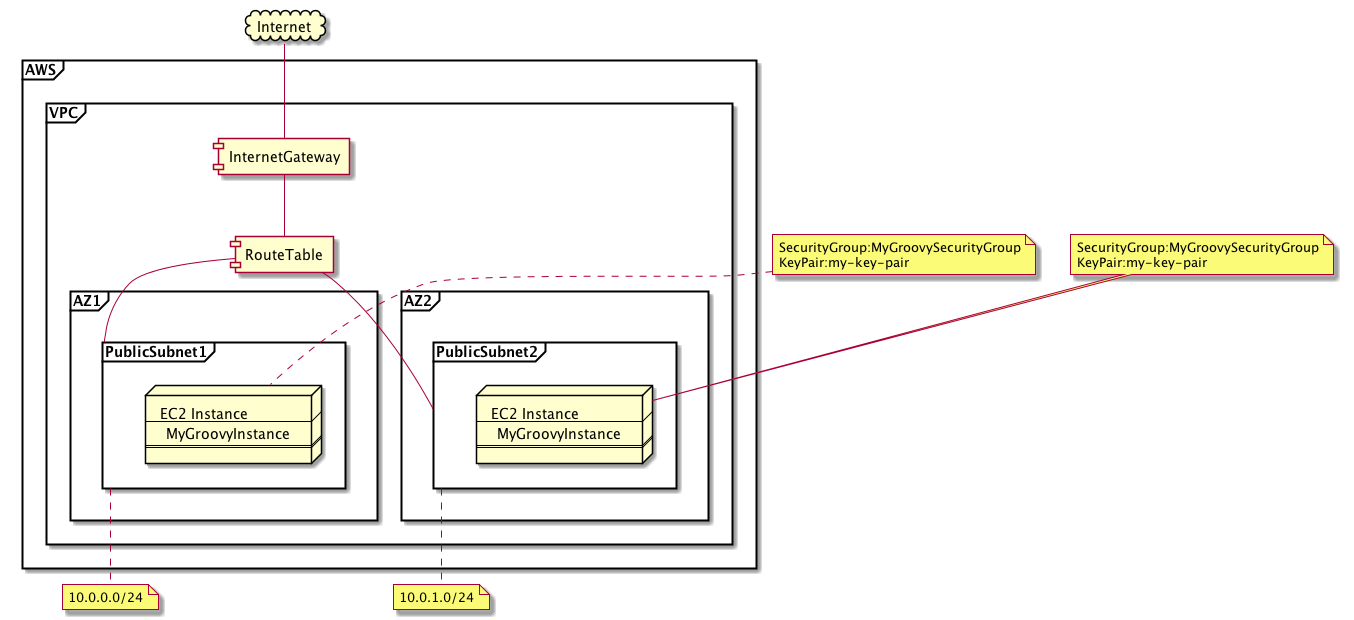 Internet
AWS
VPC
InternetGateway
RouteTable
SecurityGroup:MyGroovySecurityGroup
KeyPair:my-key-pair
SecurityGroup:MyGroovySecurityGroup
KeyPair:my-key-pair
AZ1
AZ2
PublicSubnet1
PublicSubnet2
EC2 Instance
MyGroovyInstance
EC2 Instance
MyGroovyInstance
10.0.0.0/24
10.0.1.0/24